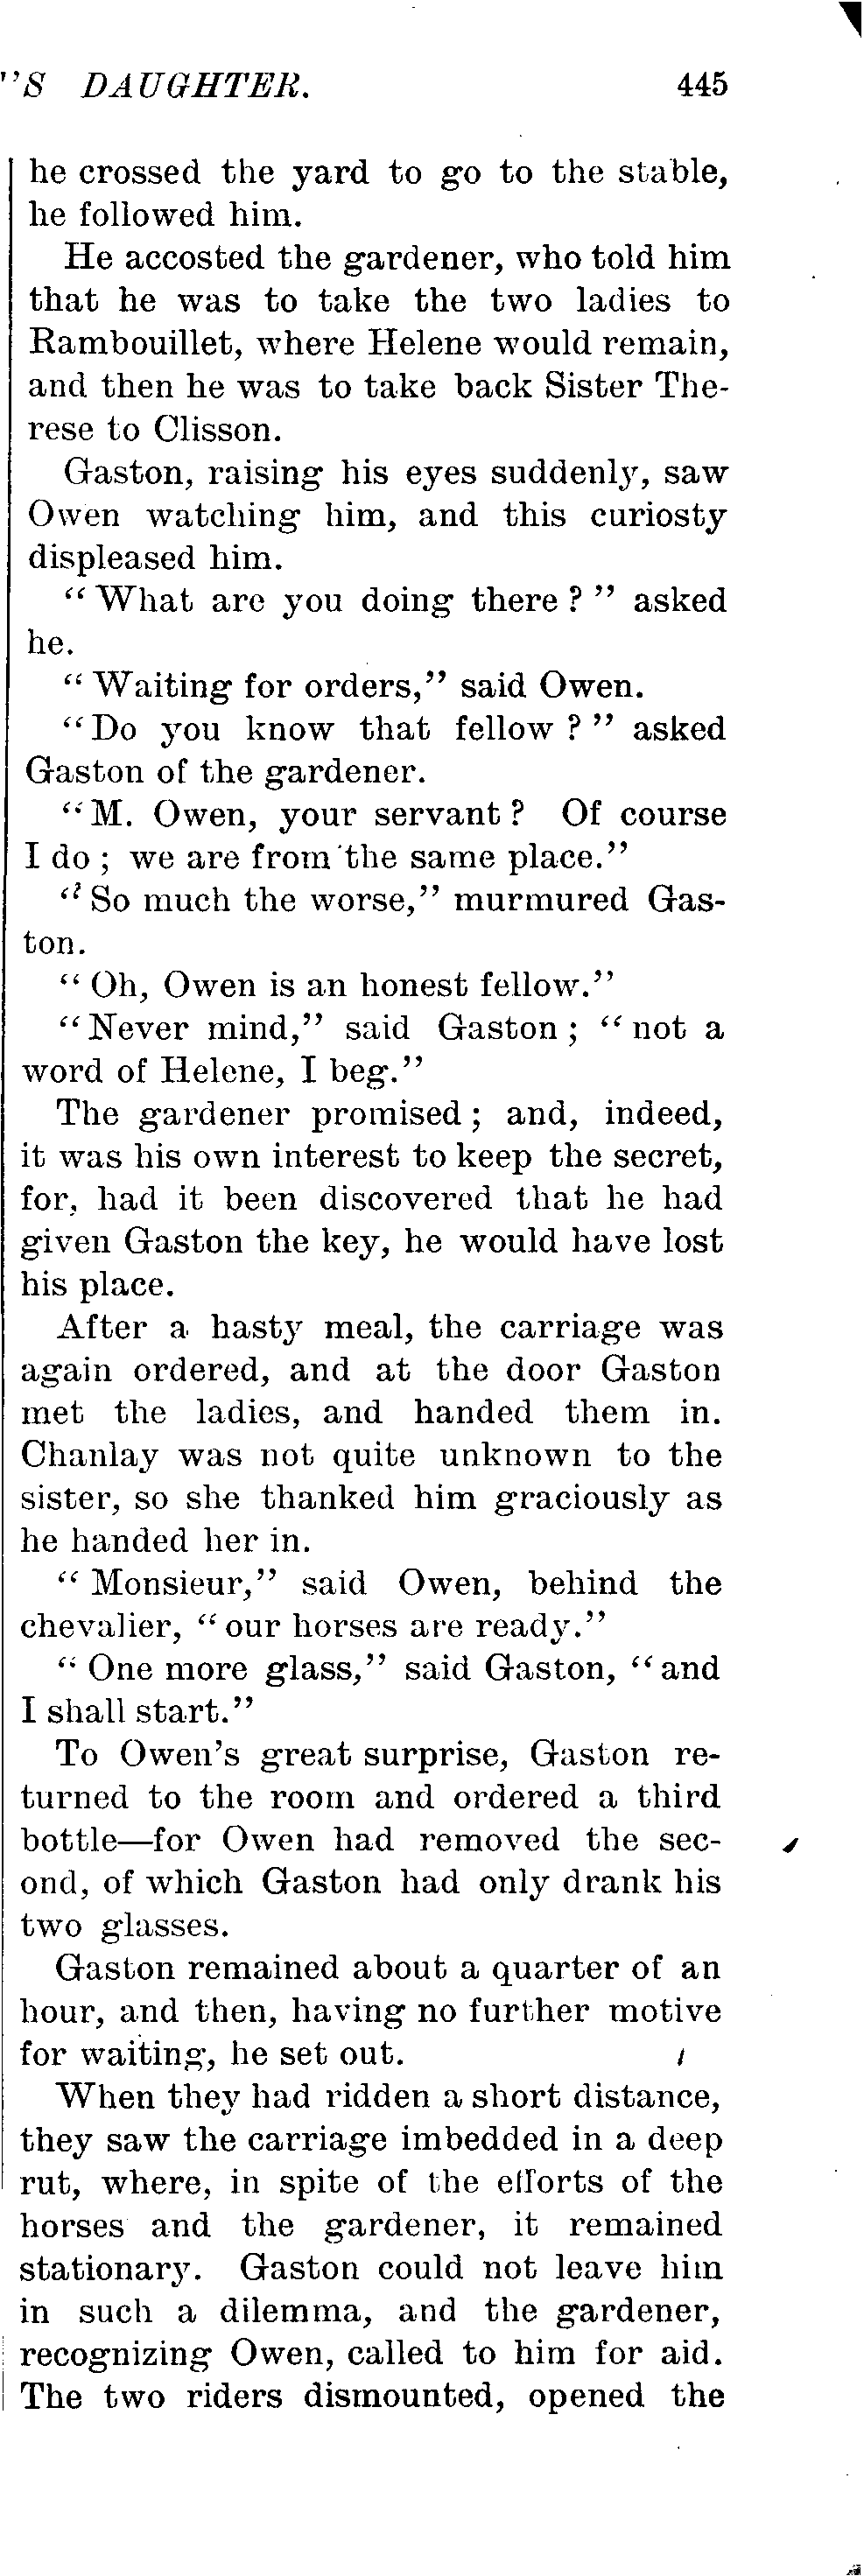 'S DAUGHTER. 445
he crossed the yard to go to the stable,
he followed him.
He accosted the gardener, who told him
that he was to take the two ladies to
Rambouillet, where Helene would remain,
and then he was to take back Sister The-
rese to Clisson.
Gaston, raising his eyes suddenly, saw
Owen watching him, and this curiosty
displeased him.
"What are you doing there?" asked
he.
"Waiting for orders," said Owen.
"Do you know that fellow?" asked
Gaston of the gardener.
"M. Owen, your servant? Of course
I do; we are from the same place."
"So much the worse," murmured Gas-
ton.
"Oh, Owen is an honest fellow."
"Never mind," said Gaston; "not a
word of Helene, I beg."
The gardener promised; and, indeed,
it was his own interest to keep the secret,
for, had it been discovered that he had
given Gaston the key, he would have lost
his place.
After a hasty meal, the carriage was
again ordered, and at the door Gaston
met the ladies, and handed them in.
Chanlay was not quite unknown to the
sister, so she thanked him graciously as
he handed her in.
"Monsieur," said Owen, behind the
chevalier, "our horses are ready."
"One more glass," said Gaston, "and
I shall start."
To Owen's great surprise, Gaston re-
turned to the room and ordered a third
bottle—for Owen had removed the sec-
ond, of which Gaston had only drank his
two glasses.
Gaston remained about a quarter of an
hour, and then, having no further motive
for waiting, he set out.
When they had ridden a short distance,
they saw the carriage imbedded in a deep
rut, where, in spite of the efforts of the
horses and the gardener, it remained
stationary. Gaston could not leave him
in such a dilemma, and the gardener,
recognizing Owen, called to him for aid.
The two riders dismounted, opened the